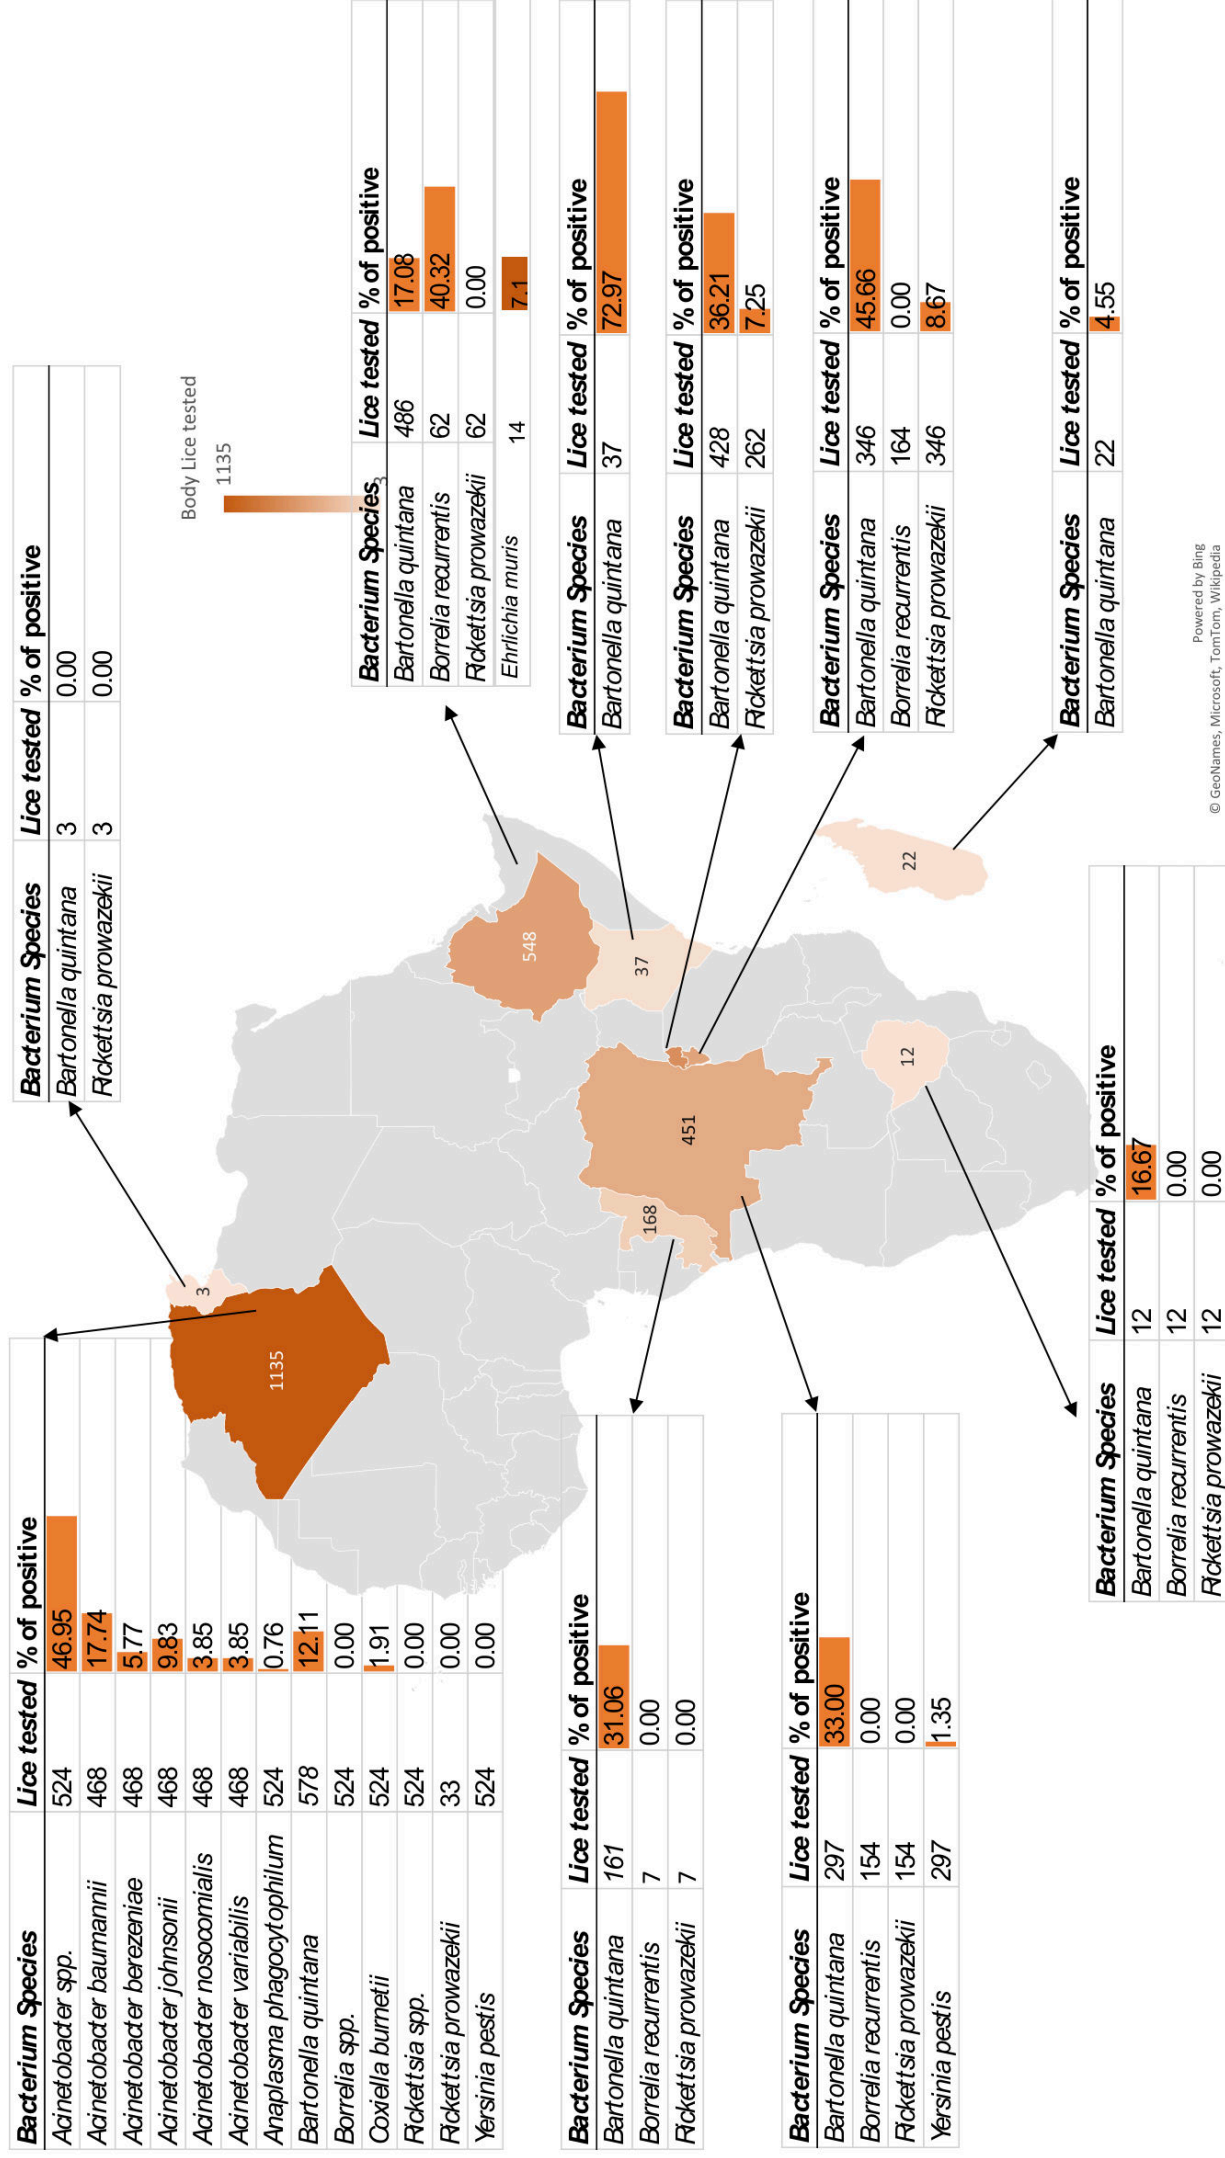 Bacterium Species Lice tested % of positive
Acinetobacter spp. 524 46.95
Acinetobacter baumannii 468 17.74
Acinetobacter berezeniae 468 5.77
Acinetobacter johnsonii 468 9.83
Acinetobacter nosocomialis 468 3.85
Acinetobacter variabilis 468 3.85
Anaplasma phagocytophilum 524 0.76
Bartonella quintana 578 12.11
Borrelia spp. 524 0.00
Coxiella burnetii 524 1.91
Rickettsia spp. 524 0.00
Rickettsia prowazekii 33 0.00
Yersinia pestis 524 0.00
Bacterium Species Lice tested % of positive
Bartonella quintana 3 0.00
Rickettsia prowazekii 3 0.00
Body Lice tested
1135
3
Bacterium Species Lice tested % of positive
Bartonella quintana 486 17.08
Borrelia recurrentis 62 40.32
Rickettsia prowazekii 62 0.00
Ehrlichia muris 14 7.1
3
1135
548
37
168
451
12
22
Bacterium Species Lice tested % of positive
Bartonella quintana 161 31.06
Borrelia recurrentis 7 0.00
Rickettsia prowazekii 7 0.00
Bacterium Species Lice tested % of positive
Bartonella quintana 37 72.97
Bacterium Species Lice tested % of positive
Bartonella quintana 428 36.21
Rickettsia prowazekii 262 7.25
Bacterium Species Lice tested % of positive
Bartonella quintana 297 33.00
Borrelia recurrentis 154 0.00
Rickettsia prowazekii 154 0.00
Yersinia pestis 297 1.35
Bacterium Species Lice tested % of positive
Bartonella quintana 346 45.66
Borrelia recurrentis 164 0.00
Rickettsia prowazekii 346 8.67
Bacterium Species Lice tested % of positive
Bartonella quintana 22 4.55
Bacterium Species Lice tested % of positive
Bartonella quintana 12 16.67
Borrelia recurrentis 12 0.00
Rickettsia prowazekii 12 0.00
Powered by Bing
© GeoNames, Microsoft, TomTom, Wikipedia